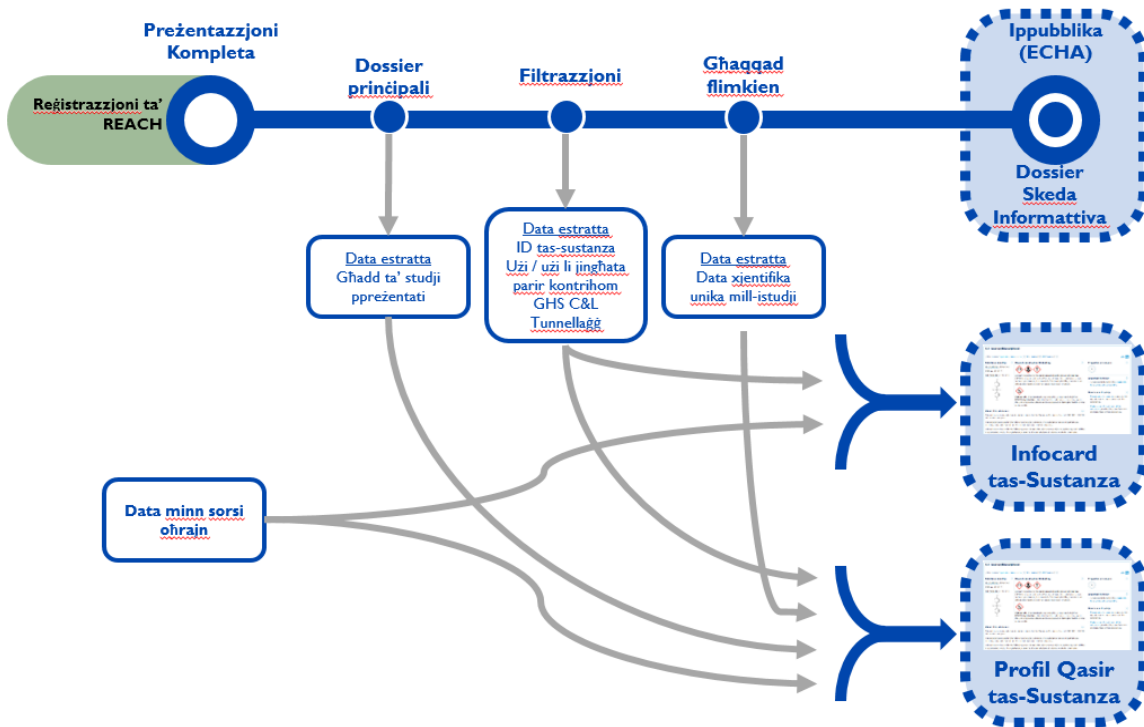 Preżentazzjoni
Kompleta
Reġistrazzjoni ta’
REACH
Dossier
prinċipali
Filtrazzjoni
Għaqqad
flimkien
Ippubblika
(ECHA)
Dossier
Skeda
Informattiva
Data estratta
Għadd ta’ studji
ppreżentati
Data estratta
ID tas-sustanza
Użi / użi li jingħata
parir kontrihom
GHS C&L
Tunnellaġġ
Data estratta
Data xjentifika
unika mill-istudji
Data minn sorsi
oħrajn
Infocard
tas-Sustanza
Profil Qasir
tas-Sustanza